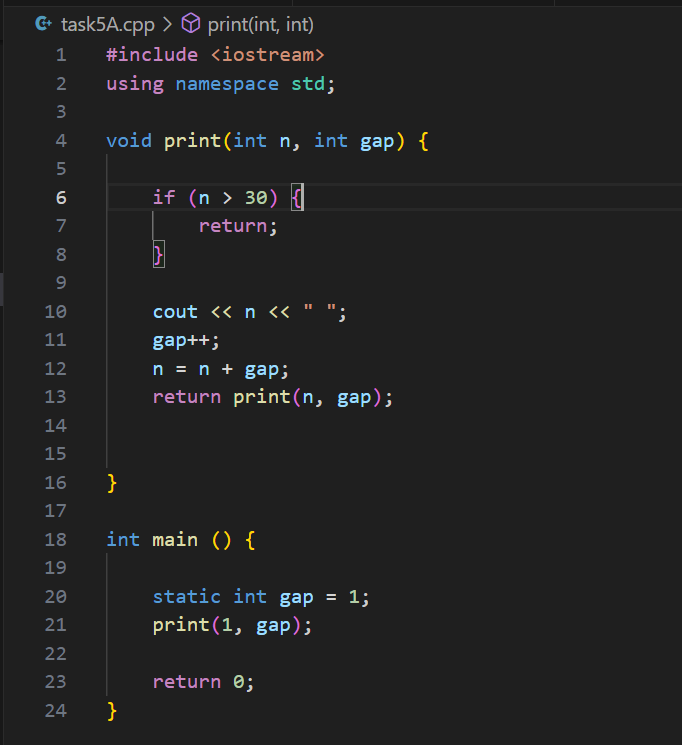 task5A.cpp > print(int, int)
1 #include <iostream>
2 using namespace std;
3
4 void print(int n, int gap) {
5
6     if (n > 30) {
7         return;
8     }
9
10     cout << n << " ";
11     gap++;
12     n = n + gap;
13     return print(n, gap);
14
15
16 }
17
18 int main () {
19
20     static int gap = 1;
21     print(1, gap);
22
23     return 0;
24 }